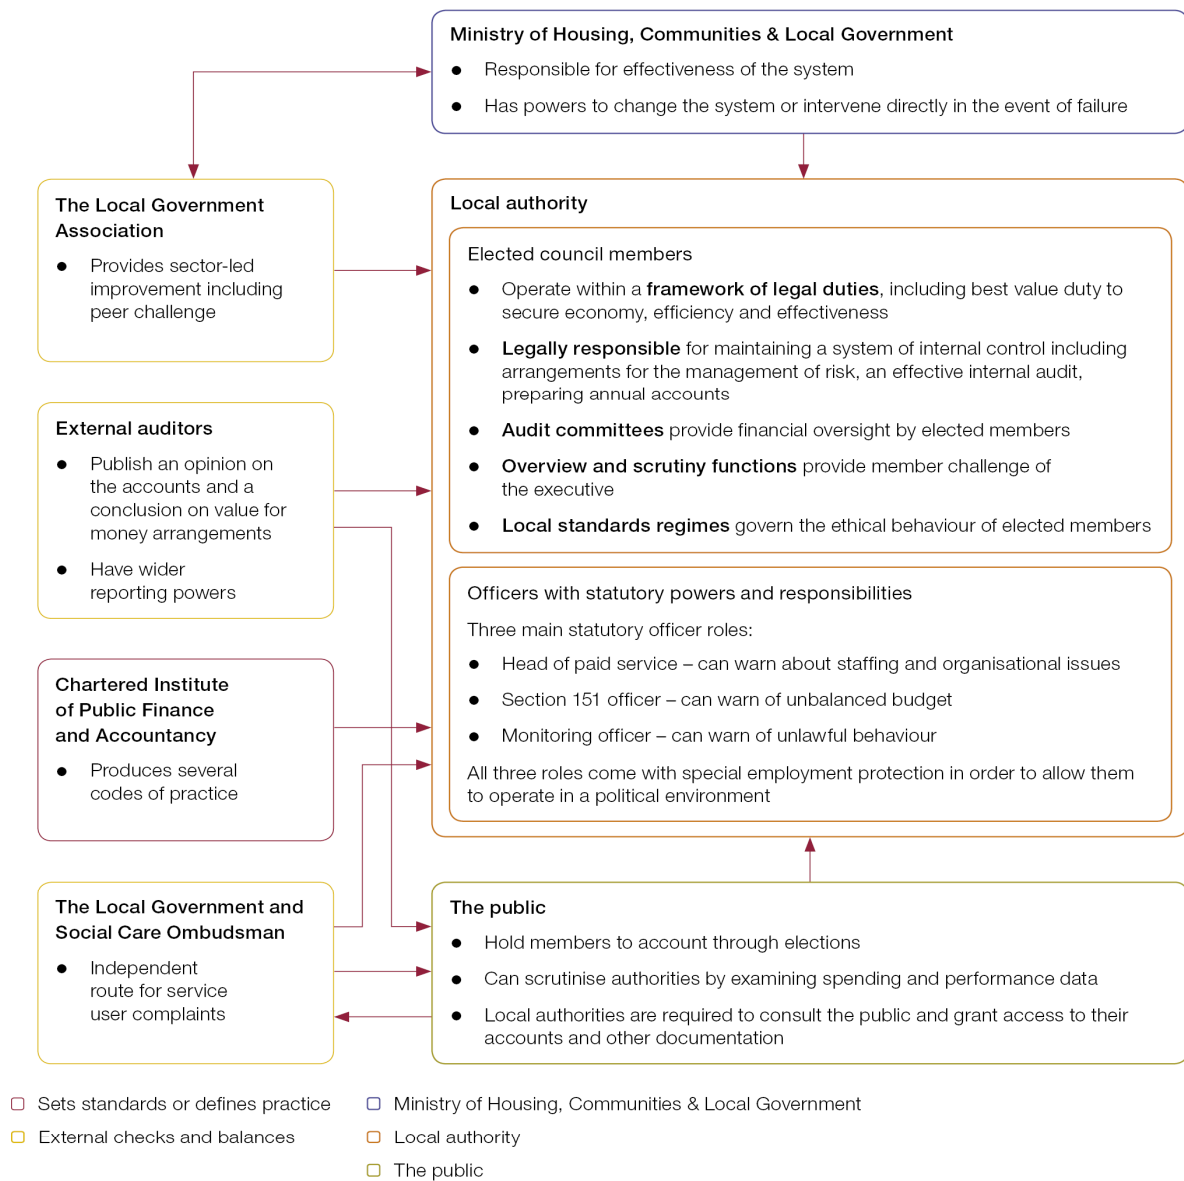 Ministry of Housing, Communities & Local Government
● Responsible for effectiveness of the system
● Has powers to change the system or intervene directly in the event of failure
The Local Government
Association
● Provides sector-led
improvement including
peer challenge
External auditors
● Publish an opinion on
the accounts and a
conclusion on value for
money arrangements
● Have wider
reporting powers
Chartered Institute
of Public Finance
and Accountancy
● Produces several
codes of practice
The Local Government and
Social Care Ombudsman
● Independent
route for service
user complaints
Local authority
Elected council members
● Operate within a framework of legal duties, including best value duty to
secure economy, efficiency and effectiveness
● Legally responsible for maintaining a system of internal control including
arrangements for the management of risk, an effective internal audit,
preparing annual accounts
● Audit committees provide financial oversight by elected members
● Overview and scrutiny functions provide member challenge of
the executive
● Local standards regimes govern the ethical behaviour of elected members
Officers with statutory powers and responsibilities
Three main statutory officer roles:
● Head of paid service – can warn about staffing and organisational issues
● Section 151 officer – can warn of unbalanced budget
● Monitoring officer – can warn of unlawful behaviour
All three roles come with special employment protection in order to allow them
to operate in a political environment
The public
● Hold members to account through elections
● Can scrutinise authorities by examining spending and performance data
● Local authorities are required to consult the public and grant access to their
accounts and other documentation
Sets standards or defines practice
External checks and balances
Ministry of Housing, Communities & Local Government
Local authority
The public